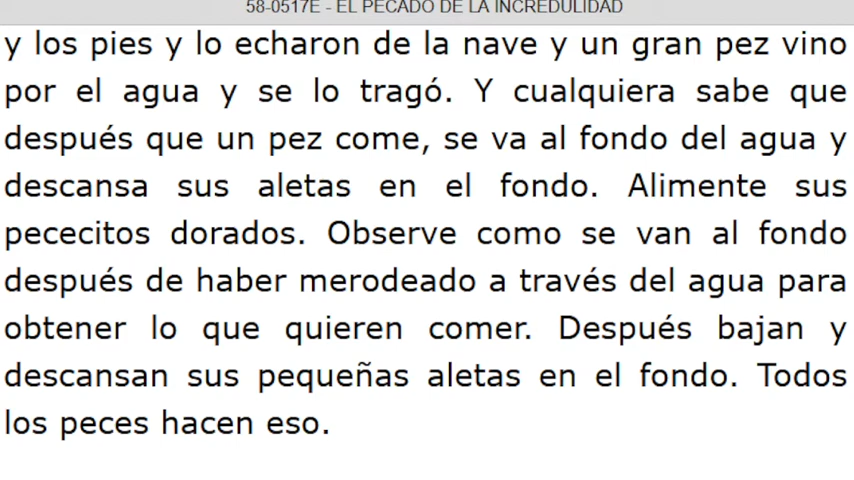 58-0517E - EL PECADO DE LA INCREDULIDAD
y los pies y lo echaron de la nave y un gran pez vino
por el agua y se lo tragó. Y cualquiera sabe que
después que un pez come, se va al fondo del agua y
descansa sus aletas en el fondo. Alimente sus
pececitos dorados. Observe como se van al fondo
después de haber merodeado a través del agua para
obtener lo que quieren comer. Después bajan y
descansan sus pequeñas aletas en el fondo. Todos
los peces hacen eso.